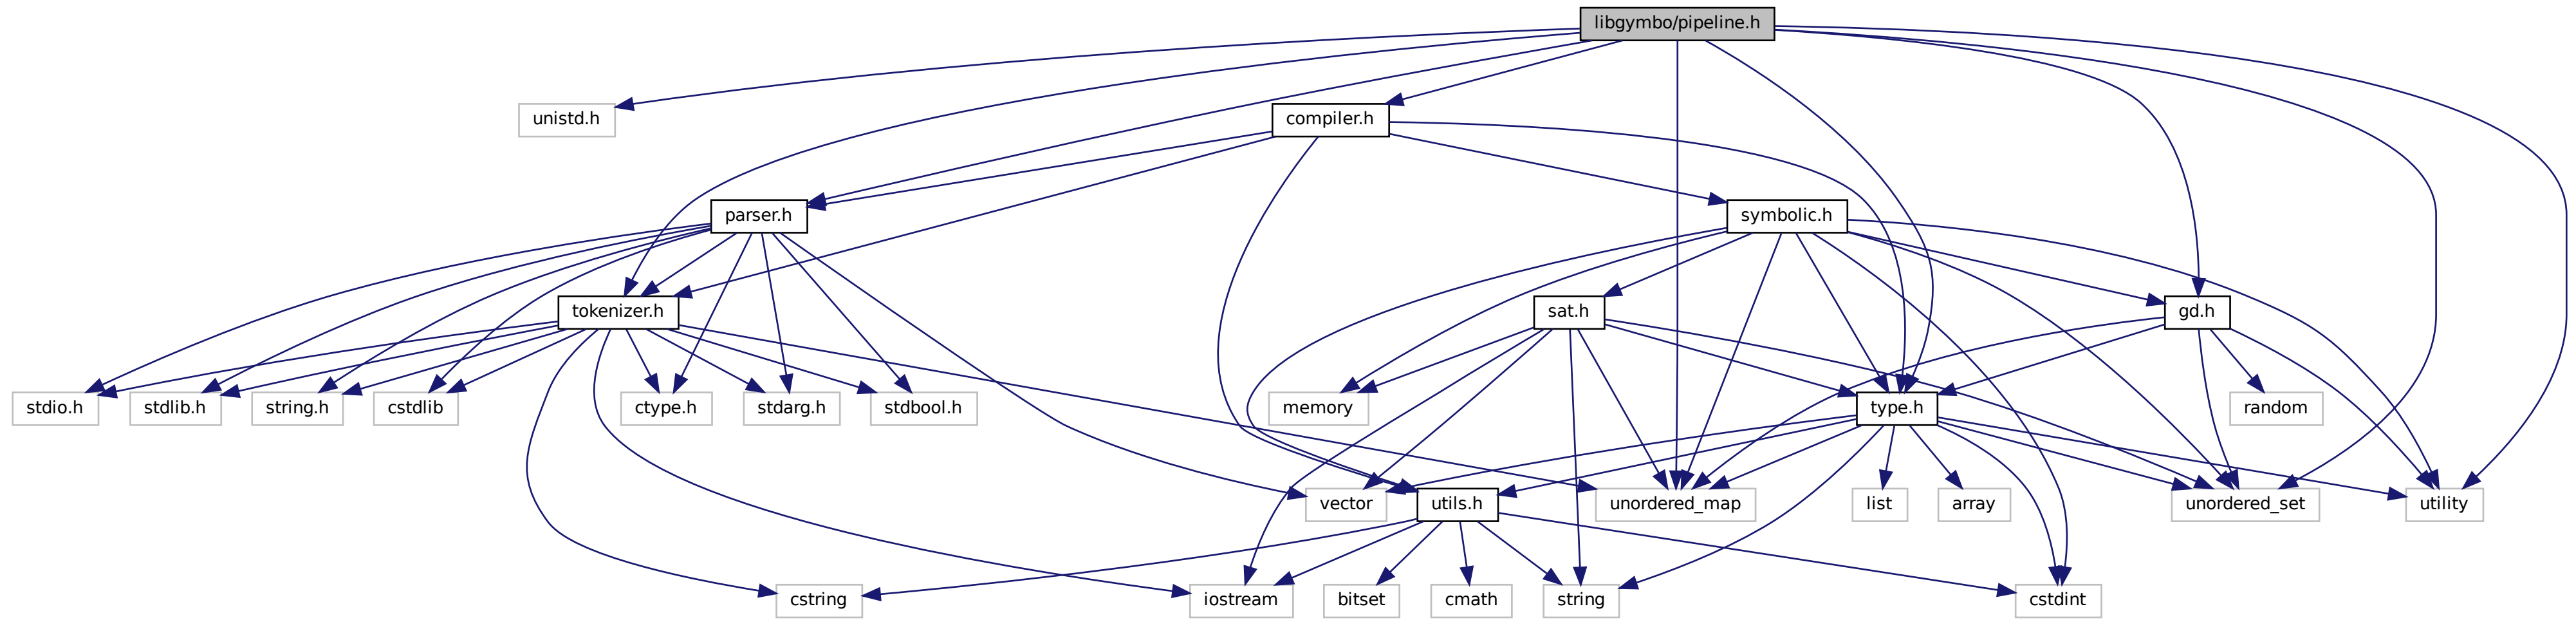 libgymbo/pipeline.h
unistd.h
compiler.h
parser.h
symbolic.h
tokenizer.h
sat.h
gd.h
stdio.h
stdlib.h
string.h
cstdlib
ctype.h
stdarg.h
stdbool.h
memory
type.h
random
vector
utils.h
unordered_map
list
array
unordered_set
utility
cstring
iostream
bitset
cmath
string
cstdint